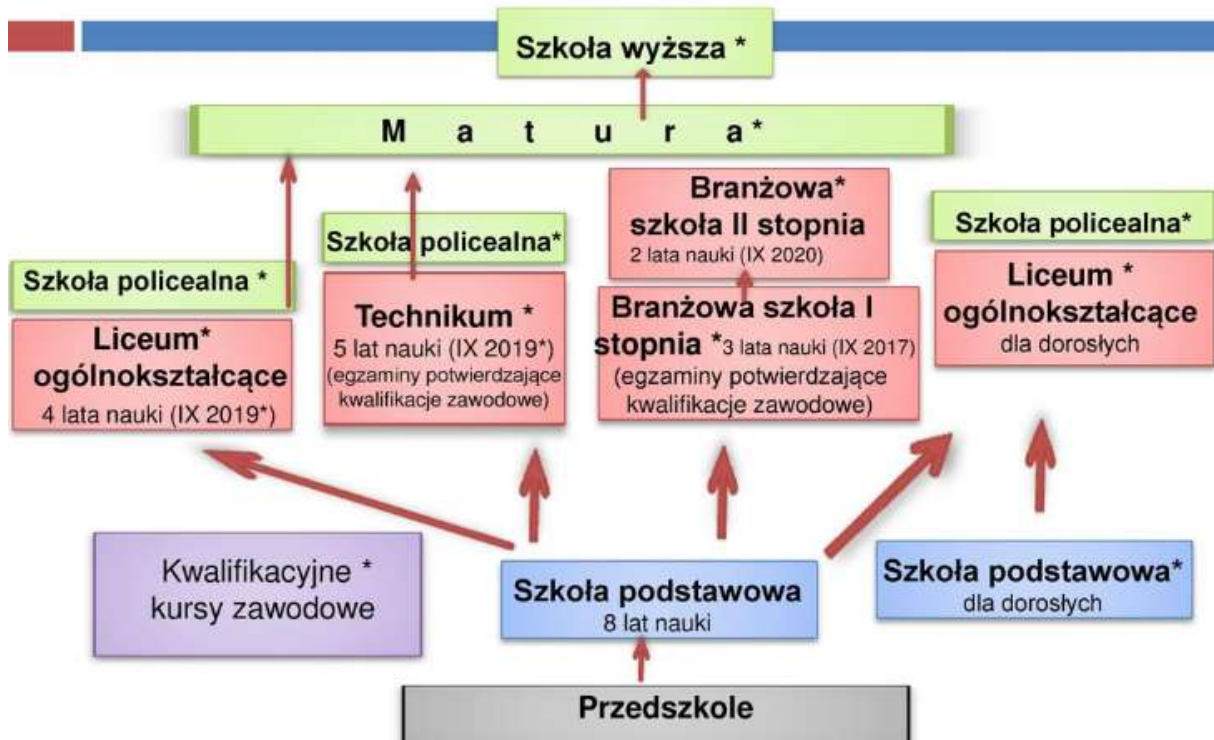 Szkoła wyższa *
M a t u r a*
Szkoła policealna *
Liceum*
ogólnokształcące
4 lata nauki (IX 2019*)
Szkoła policealna*
Technikum *
5 lat nauki (IX 2019*)
(egzaminy potwierdzające
kwalifikacje zawodowe)
Branżowa*
szkoła II stopnia
2 lata nauki (IX 2020)
Branżowa szkoła I
stopnia *3 lata nauki (IX 2017)
(egzaminy potwierdzające
kwalifikacje zawodowe)
Szkoła policealna*
Liceum *
ogólnokształcące
dla dorosłych
Kwalifikacyjne *
kursy zawodowe
Szkoła podstawowa
8 lat nauki
Szkoła podstawowa*
dla dorosłych
Przedszkole